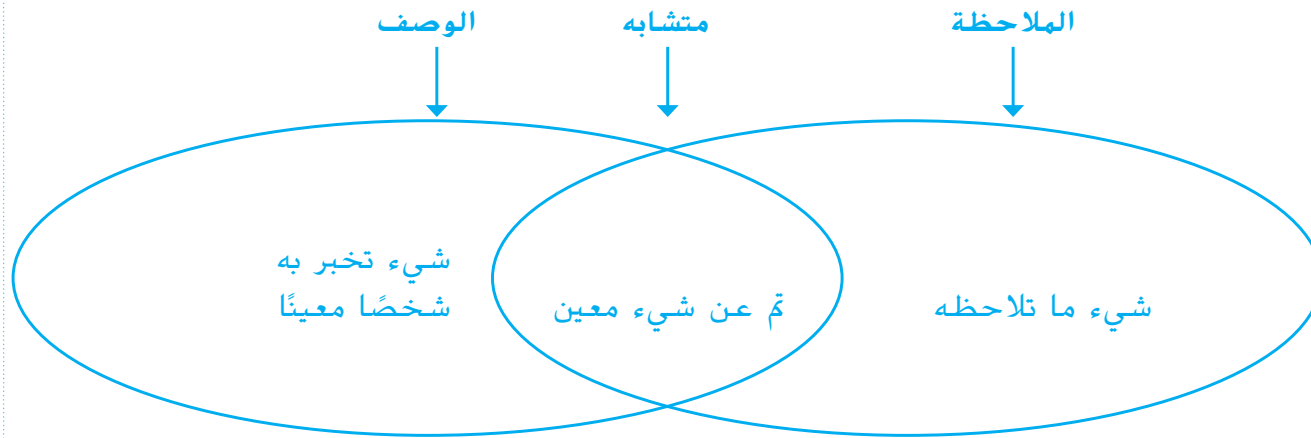 الملاحظة
متشابه
الوصف
شيء ما تلاحظه
تم عن شيء معين
شيء تخبر به
شخصًا معينًا